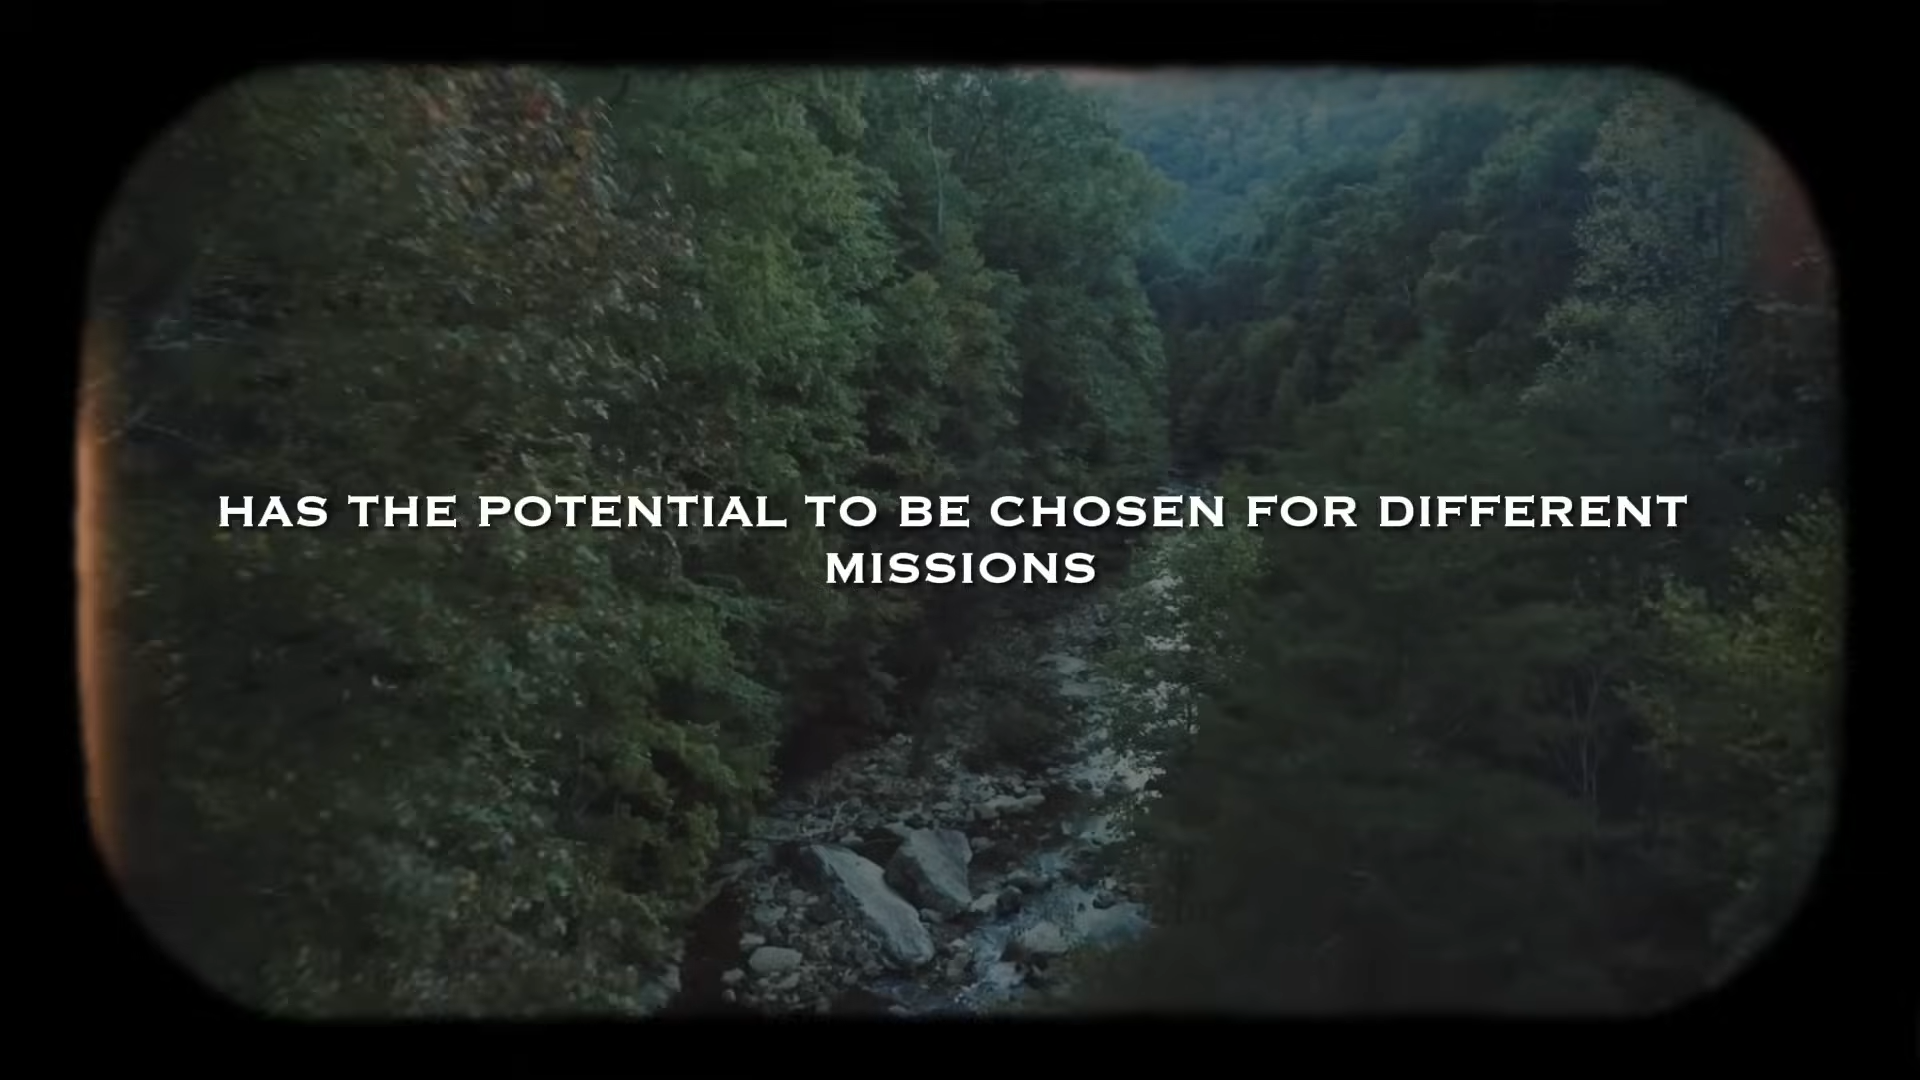 HAS THE POTENTIAL TO BE CHOSEN FOR DIFFERENT
MISSIONS